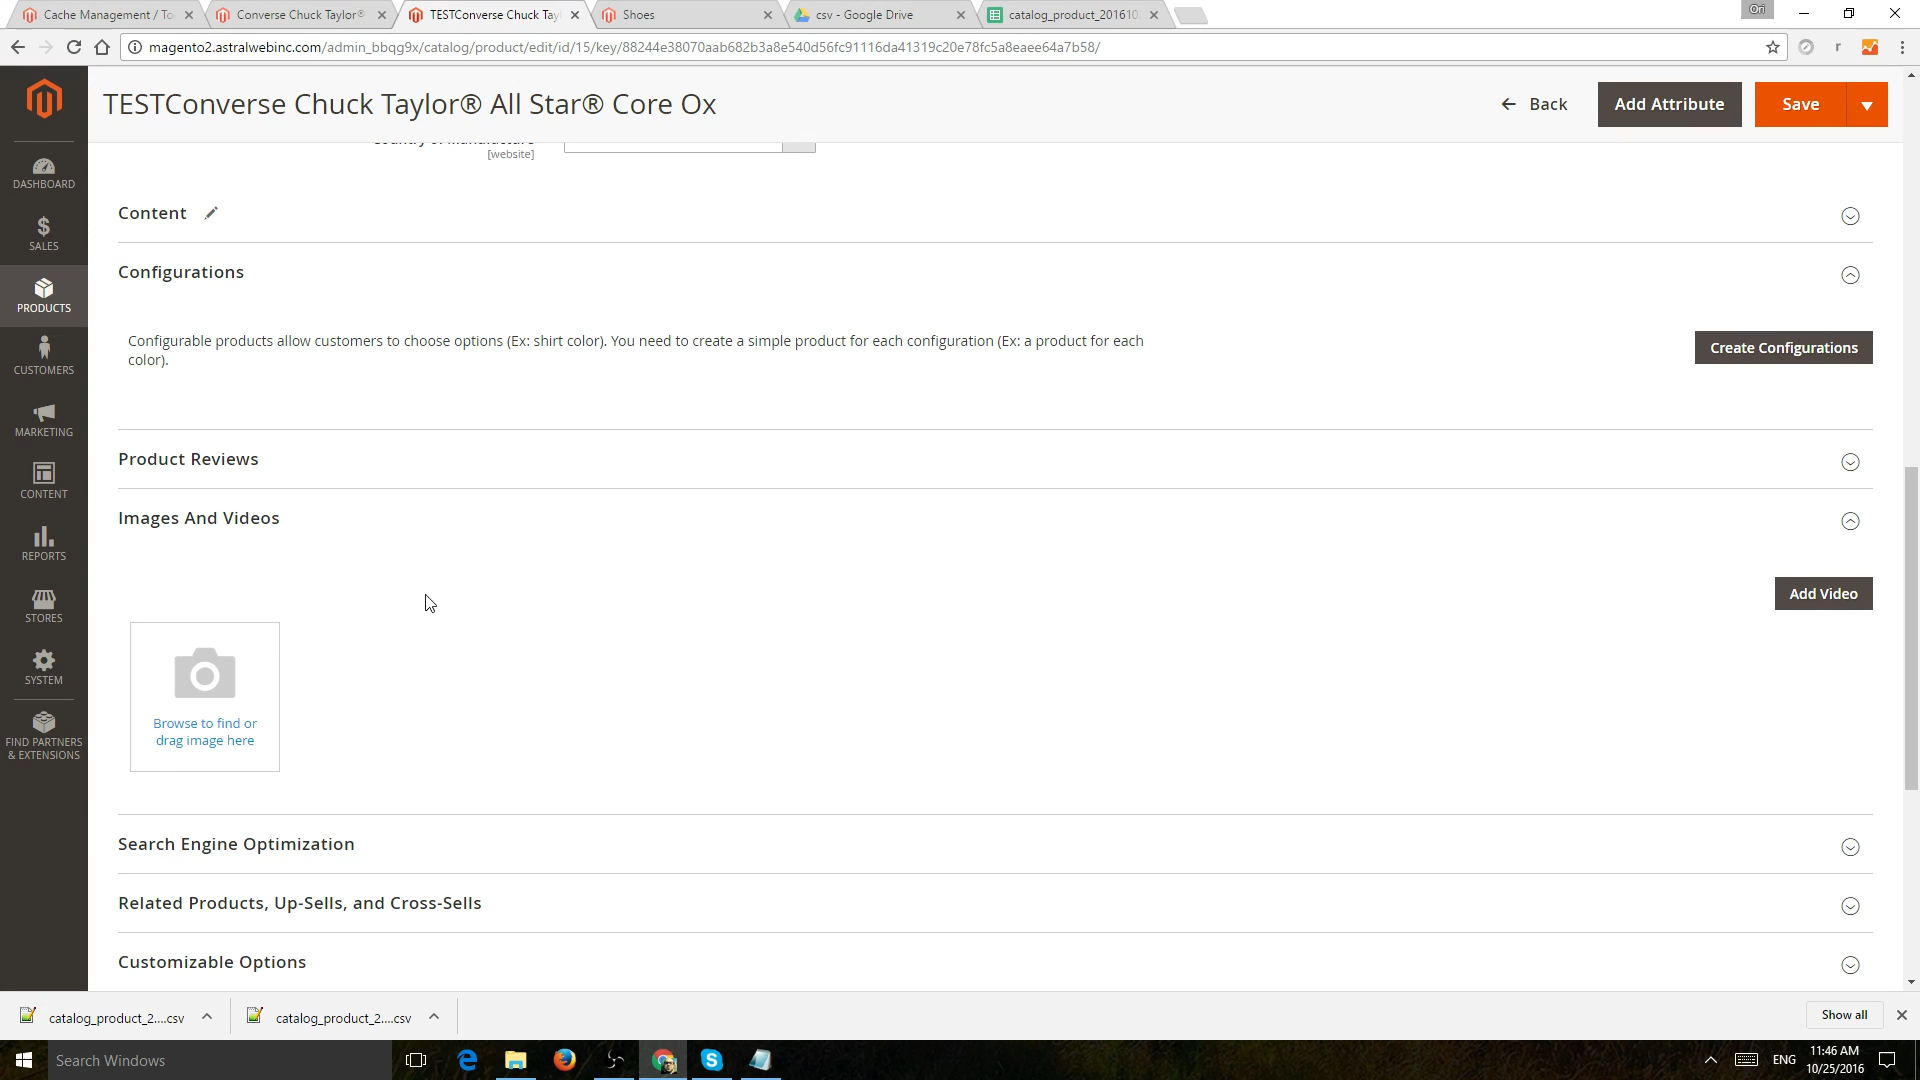 Cache Management / To
Converse Chuck Taylor®
TESTConverse Chuck Tayl
Shoes
csv - Google Drive
catalog_product_201610
Ori
magento2.astralwebinc.com/admin_bbqg9x/catalog/product/edit/id/15/key/88244e38070aab682b3a8e540d56fc91116da41319c20e78fc5a8eaee64a7b58/
r
TESTConverse Chuck Taylor® All Star® Core Ox
Back
Add Attribute
Save
DASHBOARD
SALES
PRODUCTS
CUSTOMERS
MARKETING
CONTENT
REPORTS
STORES
SYSTEM
FIND PARTNERS
& EXTENSIONS
Country of Manufacture
[website]
Content
Configurations
Configurable products allow customers to choose options (Ex: shirt color). You need to create a simple product for each configuration (Ex: a product for each
color).
Create Configurations
Product Reviews
Images And Videos
Add Video
Browse to find or
drag image here
Search Engine Optimization
Related Products, Up-Sells, and Cross-Sells
Customizable Options
catalog_product_2....csv
catalog_product_2....csv
Show all
Search Windows
ENG
11:46 AM
10/25/2016